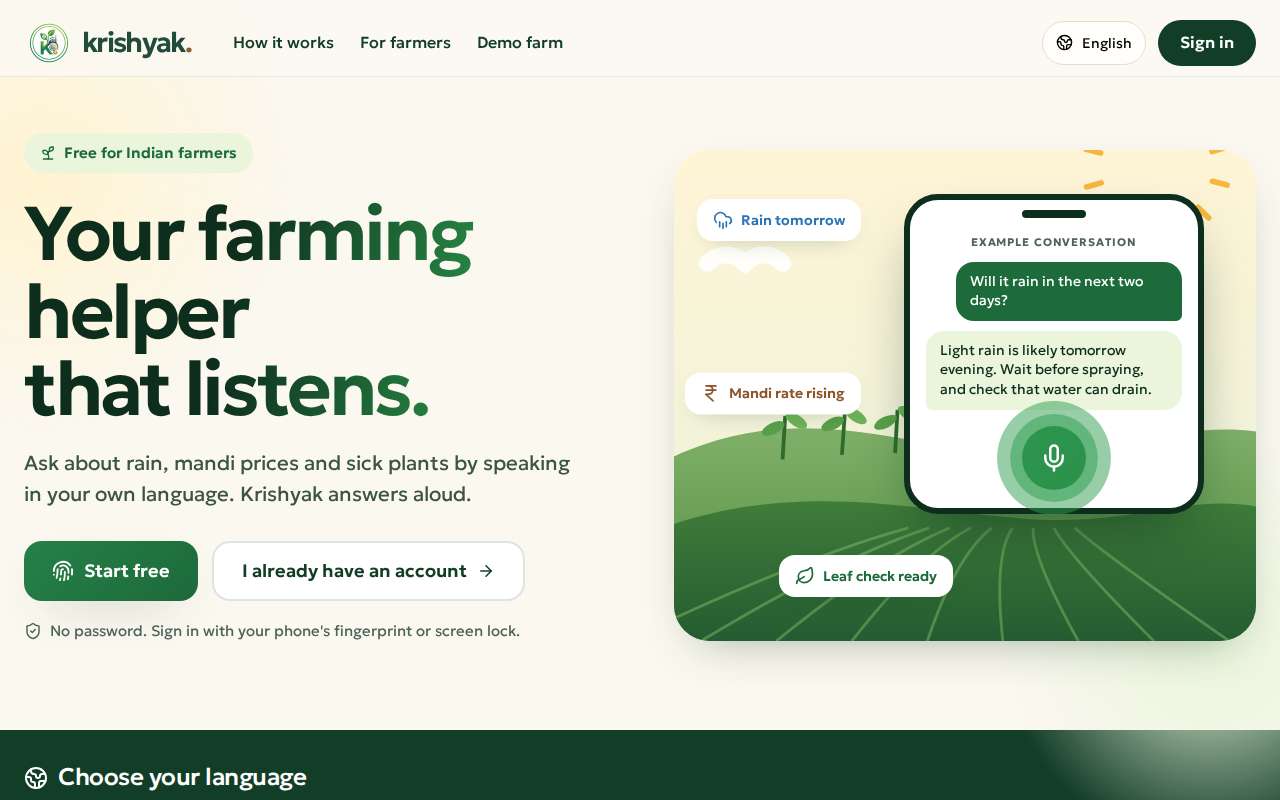 krishyak.
How it works
For farmers
Demo farm
English
Sign in
Free for Indian farmers
Your farming
helper
that listens.
Ask about rain, mandi prices and sick plants by speaking
in your own language. Krishyak answers aloud.
Start free
I already have an account
No password. Sign in with your phone's fingerprint or screen lock.
Rain tomorrow
EXAMPLE CONVERSATION
Will it rain in the next two
days?
Light rain is likely tomorrow
evening. Wait before spraying,
and check that water can drain.
₹ Mandi rate rising
Leaf check ready
Choose your language